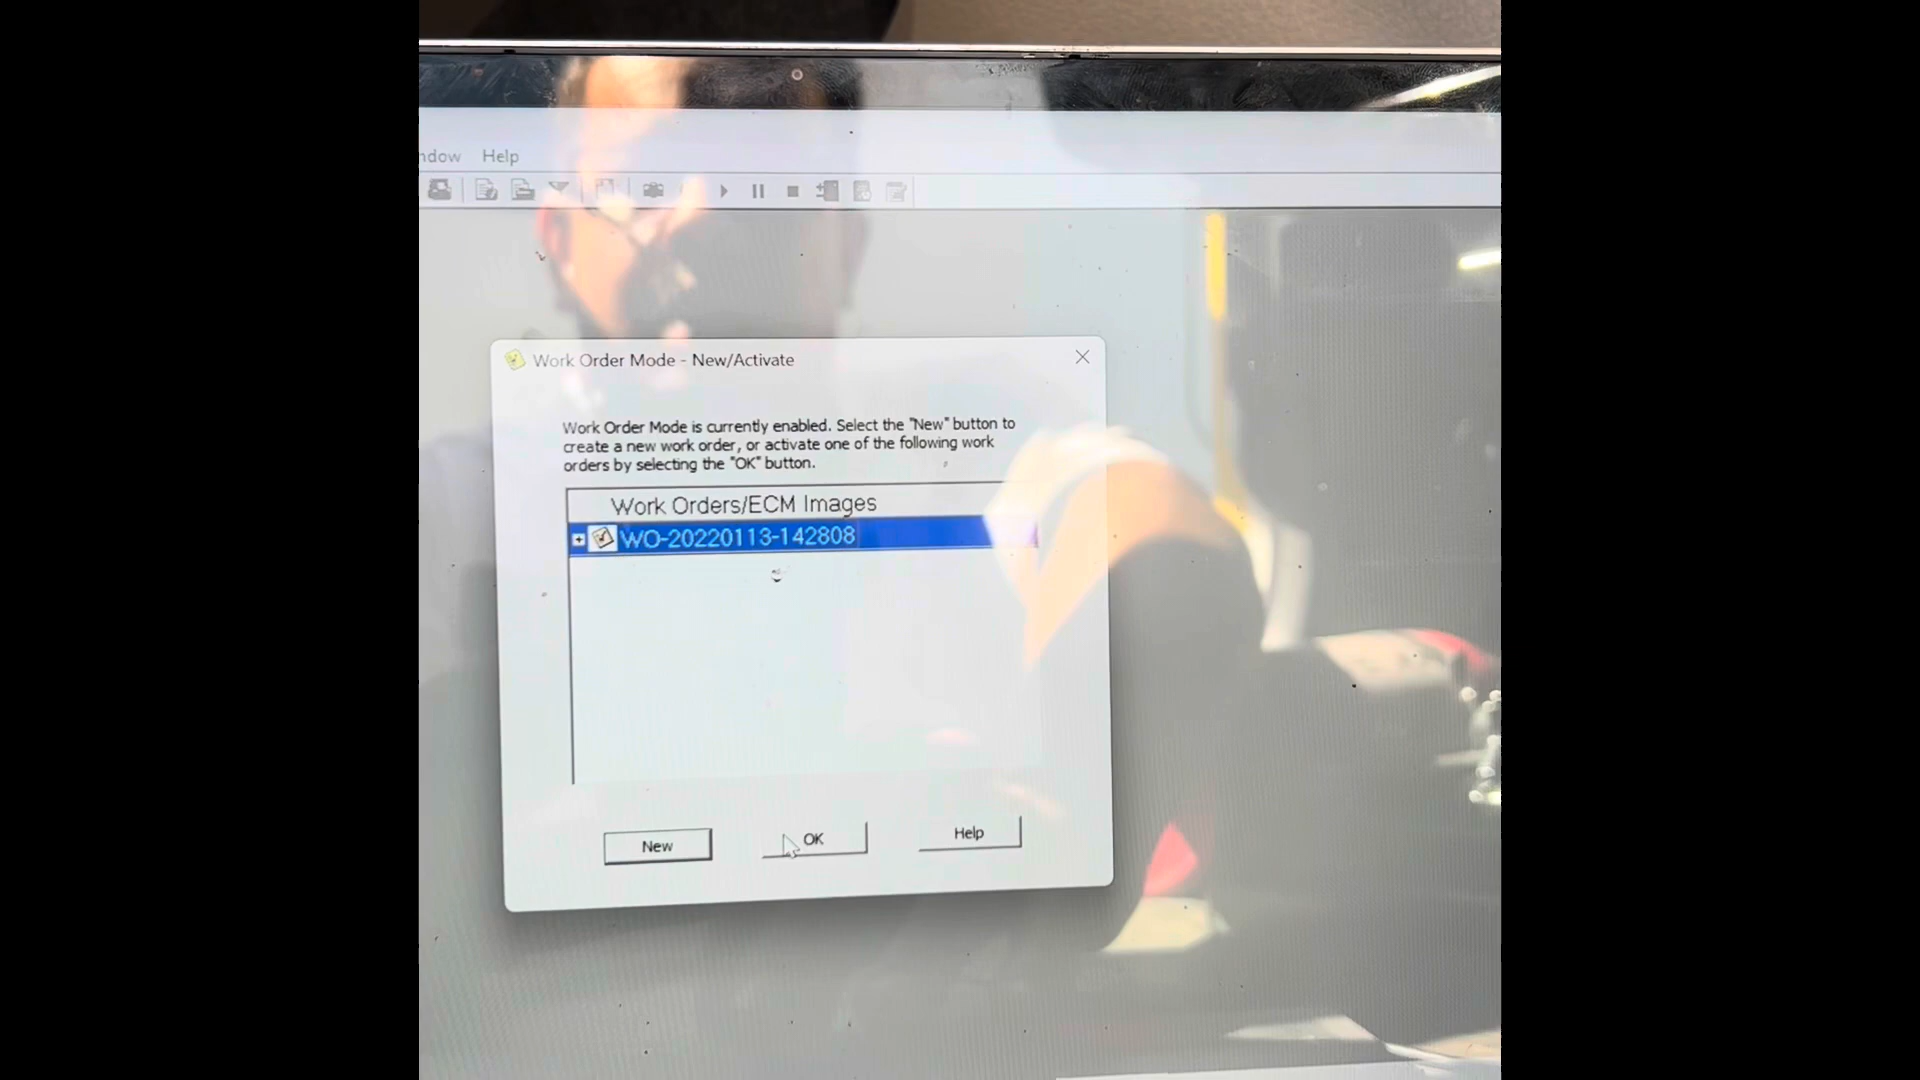 Help
Work Order Mode - New/Activate
Work Order Mode is currently enabled. Select the "New" button to
create a new work order, or activate one of the following work
orders by selecting the "OK" button.
Work Orders/ECM Images
WO-20220113-142808
New
OK
Help